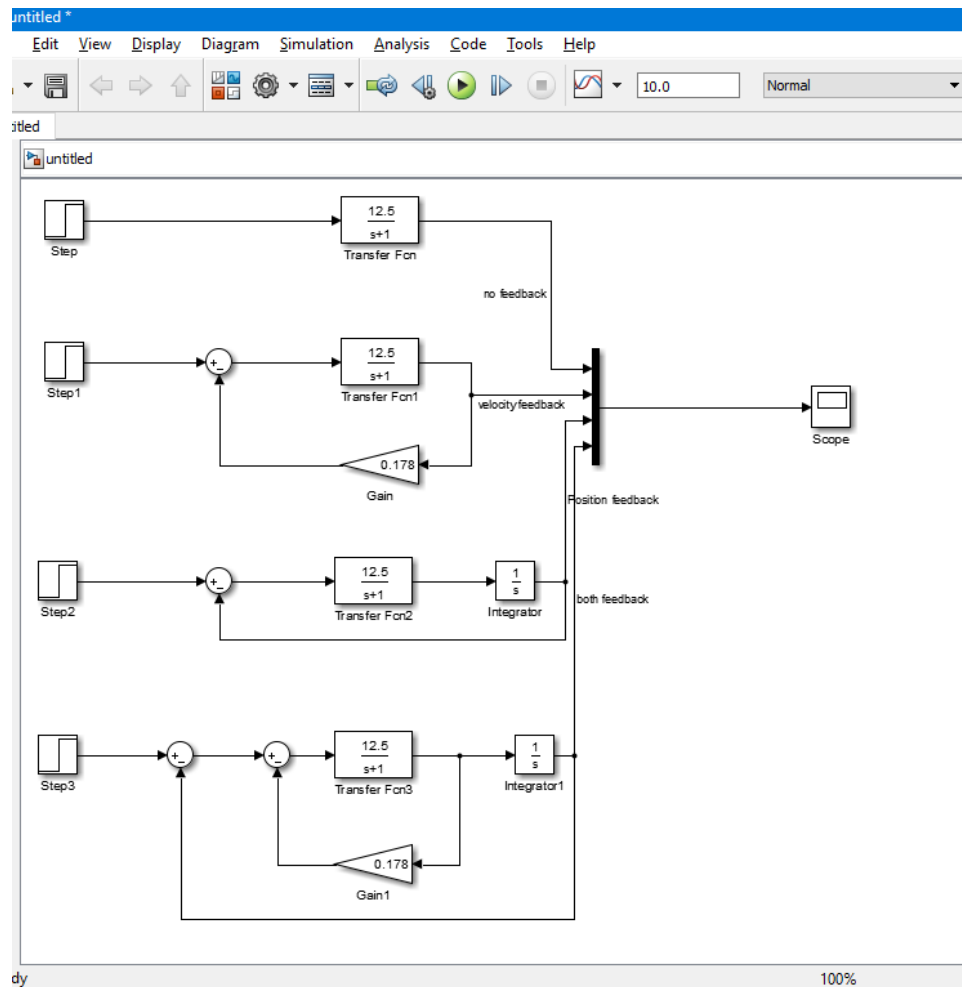 untitled *
Edit View Display Diagram Simulation Analysis Code Tools Help
10.0 Normal
titled
untitled
Step
12.5
s+1
Transfer Fcn
no feedback
Step1
+
-
12.5
s+1
Transfer Fcn1
velocity feedback
0.178
Gain
Scope
Position feedback
Step2
+
-
12.5
s+1
Transfer Fcn2
1
s
Integrator
both feedback
Step3
+
-
+
-
12.5
s+1
Transfer Fcn3
1
s
Integrator1
0.178
Gain1
dy 100%